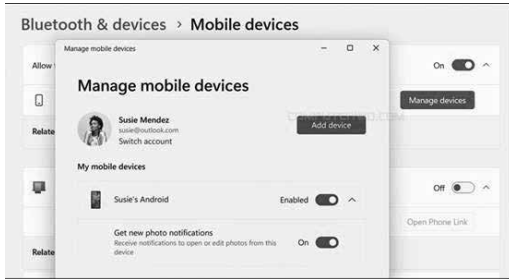 Bluetooth & devices › Mobile devices
Manage mobile devices
Allow
On
Manage mobile devices
Manage devices
Susie Mendez
susie@outlook.com
Switch account
Add device
Relate
My mobile devices
Susie's Android
Enabled
Off
Open Phone Link
Get new photo notifications
Receive notifications to open or edit photos from this
device
On
Relate